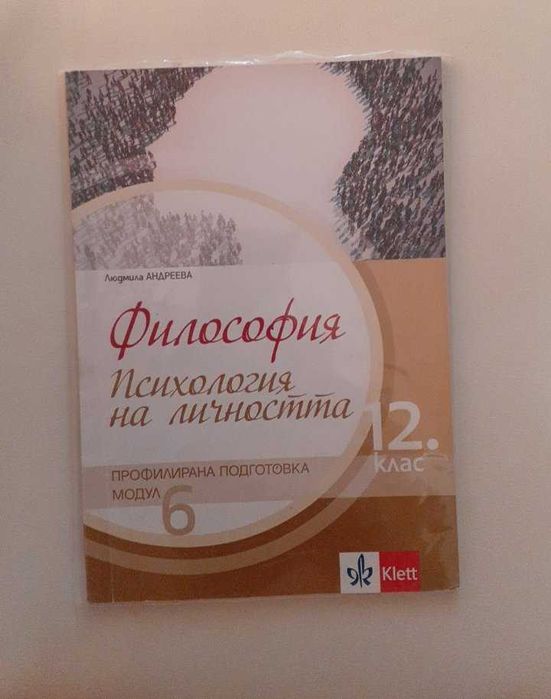 Людмила АНДРЕЕВА
Философия
Психология
на личността
12.
клас
ПРОФИЛИРАНА ПОДГОТОВКА
МОДУЛ 6
Klett